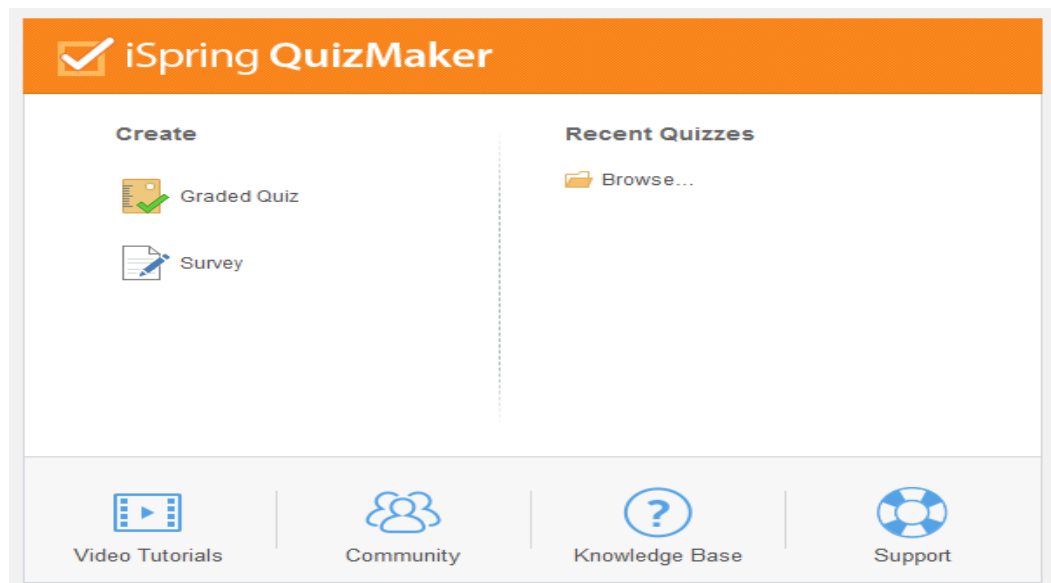 iSpring QuizMaker
Create
Graded Quiz
Survey
Recent Quizzes
Browse...
Video Tutorials
Community
Knowledge Base
Support